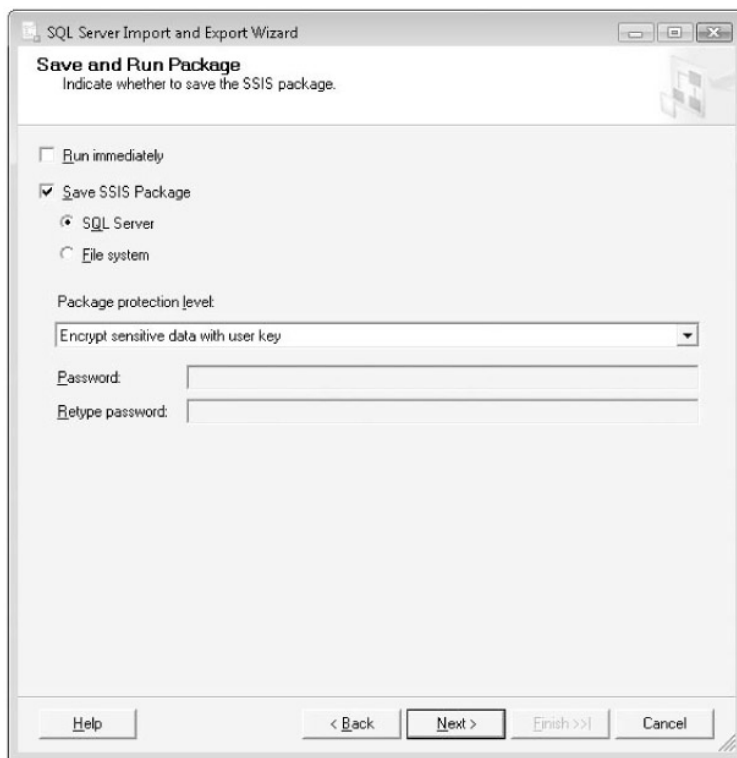 SQL Server Import and Export Wizard
Save and Run Package
Indicate whether to save the SSIS package.
Run immediately
Save SSIS Package
SQL Server
File system
Package protection level:
Encrypt sensitive data with user key
Password:
Retype password:
Help
< Back
Next >
Finish >>|
Cancel